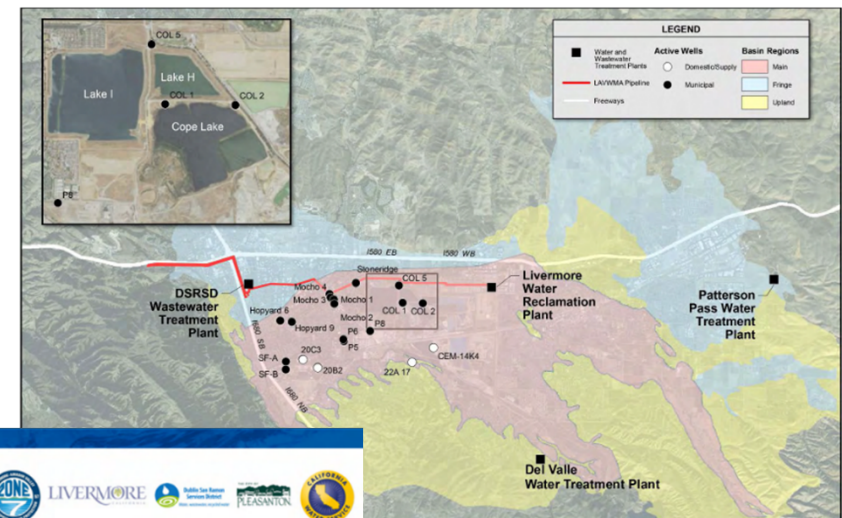 COL 5
Lake H
Lake I
COL 1
COL 2
Cope Lake
P8
LEGEND
Water and
Wastewater
Treatment Plants
LAVWMA Pipeline
Freeways
Active Wells
Domestic/Supply
Municipal
Basin Regions
Main
Fringe
Upland
I580 EB
I580 WB
Stoneridge
COL 5
Livermore
Water
Reclamation
Plant
DSRSD
Wastewater
Treatment
Plant
Mocho 4
Mocho 3
Mocho 1
Mocho 2
COL 1
COL 2
Patterson
Pass Water
Treatment
Plant
Hopyard 6
Hopyard 9
P8
P6
P5
I680 SB
20C3
CEM-14K4
SF-A
SF-B
20B2
22A 17
I680 NB
Del Valle
Water Treatment Plant
ZONE
7
LIVERMORE
CALIFORNIA
Dublin San Ramon
Services District
PLEASANTON
CALIFORNIA
WATER SERVICE